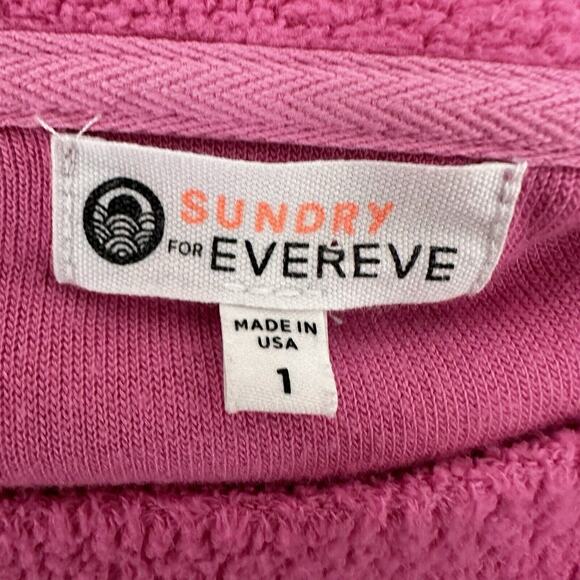 SUNDRY
FOR EVEREVE
MADE IN
USA
1